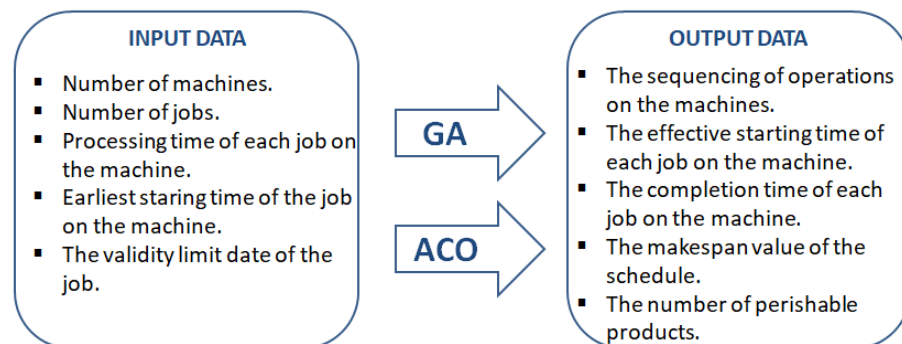 INPUT DATA
▪ Number of machines.
▪ Number of jobs.
▪ Processing time of each job on
the machine.
▪ Earliest staring time of the job
on the machine.
▪ The validity limit date of the
job.
GA
ACO
OUTPUT DATA
▪ The sequencing of operations
on the machines.
▪ The effective starting time of
each job on the machine.
▪ The completion time of each
job on the machine.
▪ The makespan value of the
schedule.
▪ The number of perishable
products.